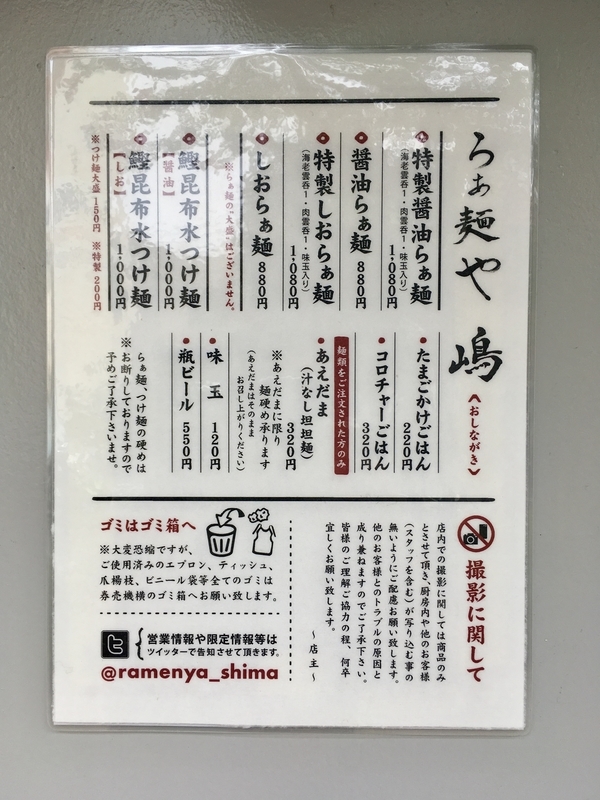 らぁ麺や 嶋
《おしながき》
特製醤油らぁ麺
(海老雲呑1・肉雲呑1・味玉入り)
1,080円
醤油らぁ麺 880円
特製しおらぁ麺
(海老雲呑1・肉雲呑1・味玉入り)
1,080円
しおらぁ麺 880円
※らぁ麺の"大盛"はございません。
鰹昆布水つけ麺
【醤油】 1,000円
鰹昆布水つけ麺
【しお】 1,000円
※つけ麺大盛 150円 ※特製 200円
たまごかけごはん
220円
コロチャーごはん
320円
麺類をご注文された方のみ
あえだま
(汁なし坦坦麺)
320円
※あえだまに限り
麺硬め承ります
(あえだまはそのまま
お召し上がりください)
味 玉 120円
瓶ビール 550円
※らぁ麺、つけ麺の硬めは
お断りしておりますので
予めご了承下さいませ。
撮影に関して
店内での撮影に関しては商品のみ
とさせて頂き、厨房内や他のお客様
(スタッフを含む)が写り込む事の
無いようにご配慮お願い致します。
他のお客様とのトラブルの原因と
成り兼ねますのでご了承下さい。
皆様のご理解ご協力の程、何卒
宜しくお願い致します。
〜店主〜
ゴミはゴミ箱へ
※大変恐縮ですが、
ご使用済みのエプロン、ティッシュ、
爪楊枝、ビニール袋等全てのゴミは
券売機横のゴミ箱へお願い致します。
営業情報や限定情報等は
ツイッターで告知させて頂きます。
@ramenya_shima